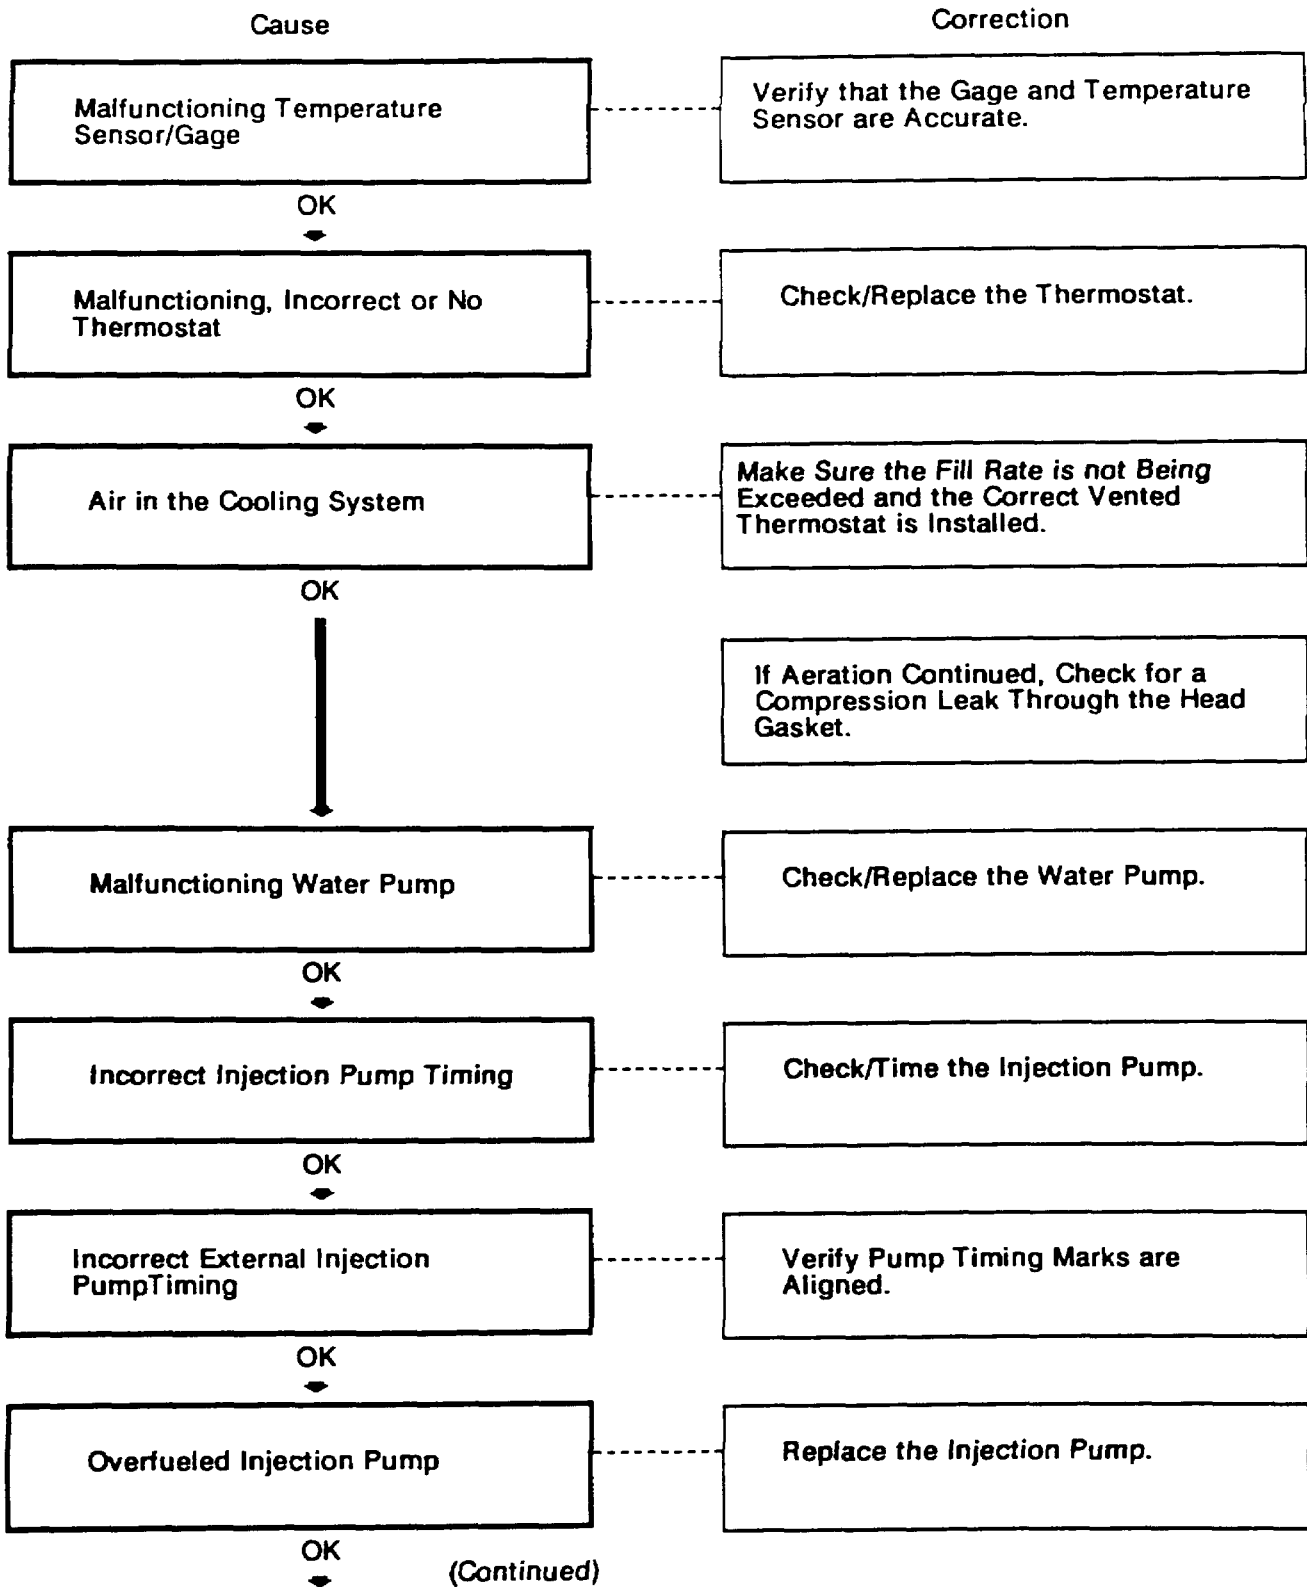 Cause
Correction
Malfunctioning Temperature
Sensor/Gage
Verify that the Gage and Temperature
Sensor are Accurate.
OK
Malfunctioning, Incorrect or No
Thermostat
Check/Replace the Thermostat.
OK
Air in the Cooling System
Make Sure the Fill Rate is not Being
Exceeded and the Correct Vented
Thermostat is Installed.
OK
If Aeration Continued, Check for a
Compression Leak Through the Head
Gasket.
Malfunctioning Water Pump
Check/Replace the Water Pump.
OK
Incorrect Injection Pump Timing
Check/Time the Injection Pump.
OK
Incorrect External Injection
PumpTiming
Verify Pump Timing Marks are
Aligned.
OK
Overfueled Injection Pump
Replace the Injection Pump.
OK
(Continued)